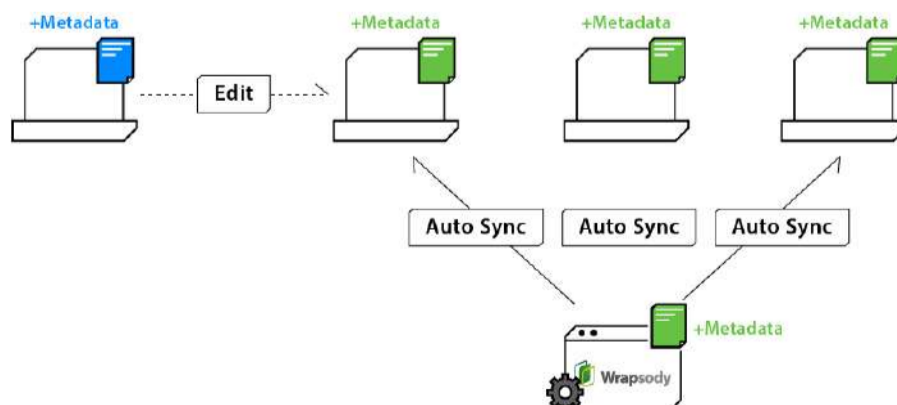 +Metadata
+Metadata
+Metadata
+Metadata
Edit
Auto Sync
Auto Sync
Auto Sync
+Metadata
Wrapsody